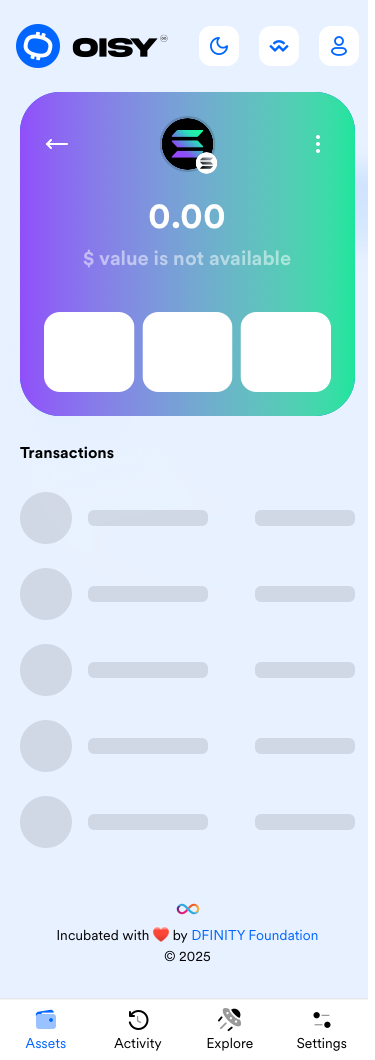 OISY
0.00
$ value is not available
Transactions
Incubated with ❤️ by DFINITY Foundation
© 2025
Assets
Activity
Explore
Settings